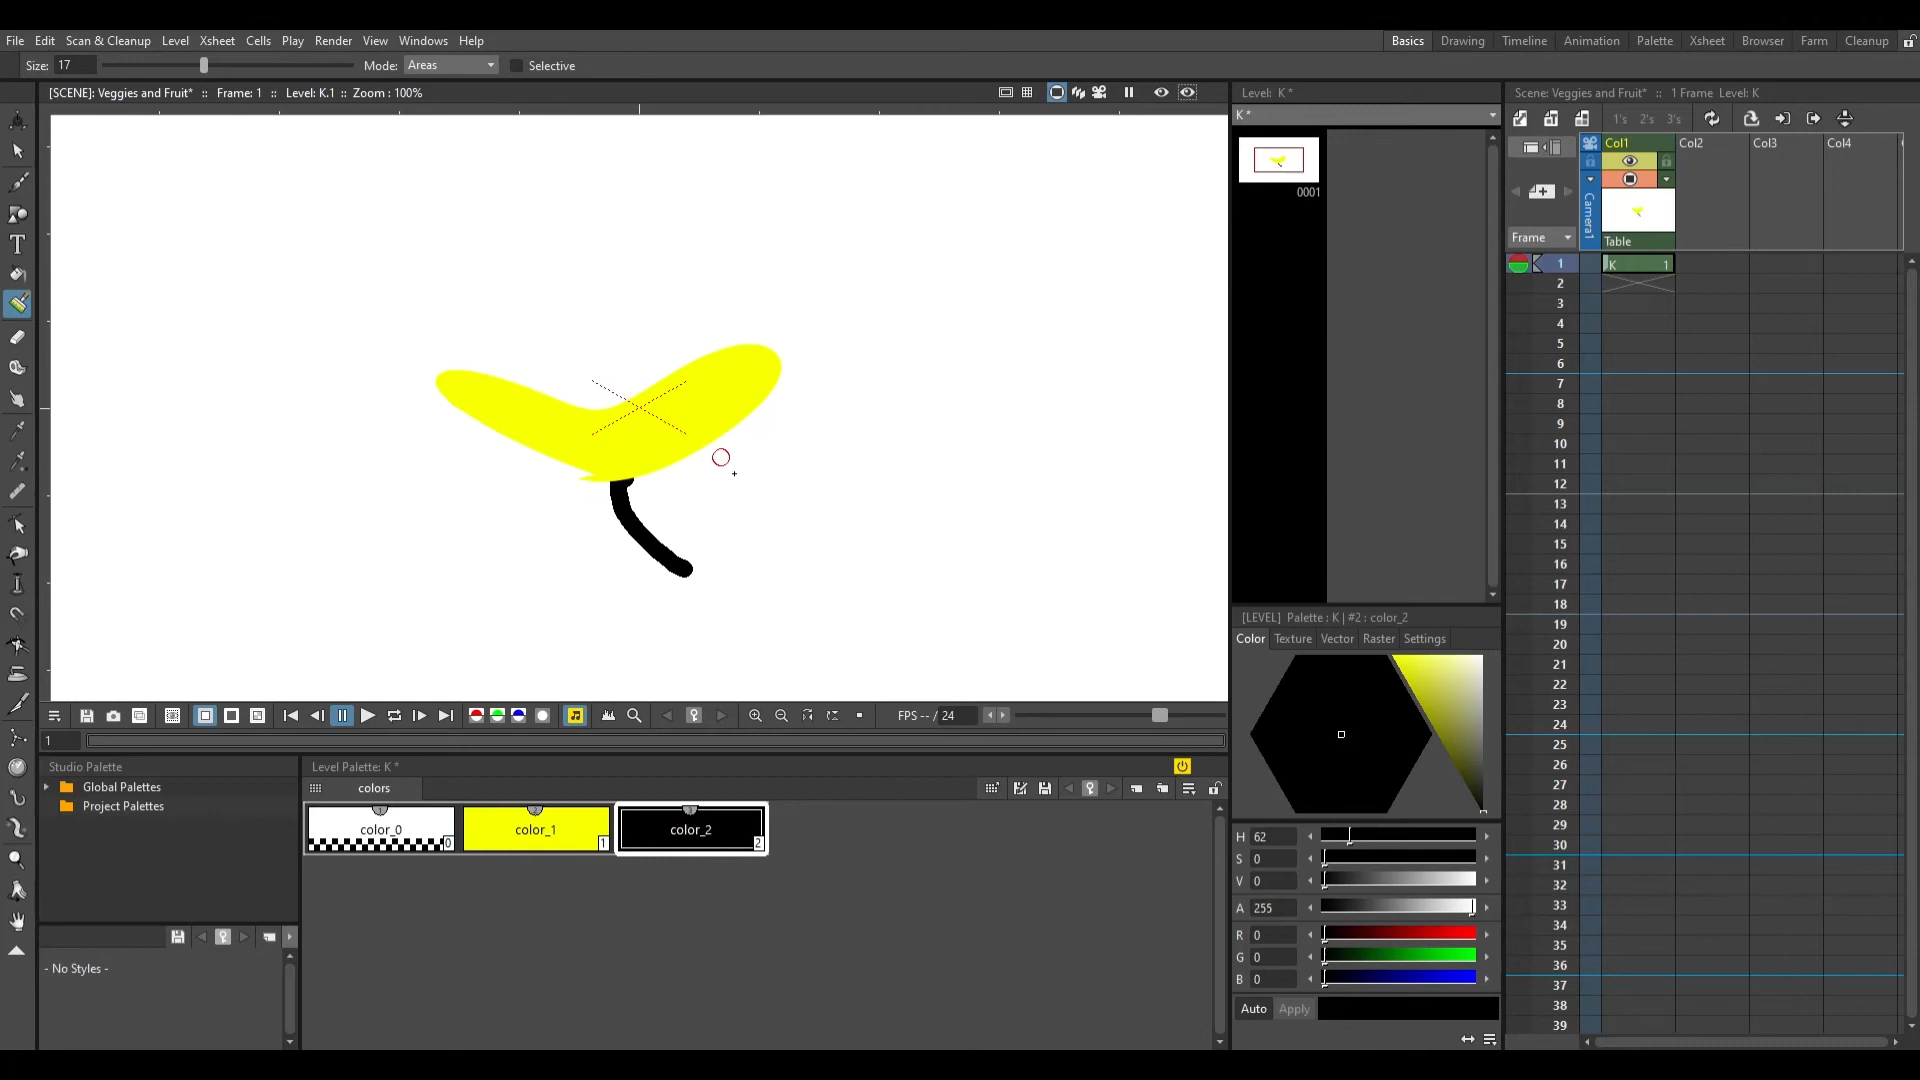 File Edit Scan & Cleanup Level Xsheet Cells Play Render View Windows Help
Basics Drawing Timeline Animation Palette Xsheet Browser Farm Cleanup
Size: 17 Mode: Areas Selective
[SCENE]: Veggies and Fruit* :: Frame: 1 :: Level: K.1 :: Zoom : 100%
Level: K *
Scene: Veggies and Fruit* :: 1 Frame Level: K
K *
1's 2's 3's
Col1 Col2 Col3 Col4
0001
Camera1
Frame
Table
1 K 1
2
3
4
5
6
7
8
9
10
11
12
13
14
15
16
17
18
19
20
21
22
23
24
25
26
27
28
29
30
31
32
33
34
35
36
37
38
39
[LEVEL] Palette : K | #2 : color_2
Color Texture Vector Raster Settings
FPS -- / 24
1
Studio Palette
Global Palettes
Project Palettes
- No Styles -
Level Palette: K *
colors
1 2 3
color_0 color_1 color_2
0 1 2
H 62
S 0
V 0
A 255
R 0
G 0
B 0
Auto Apply